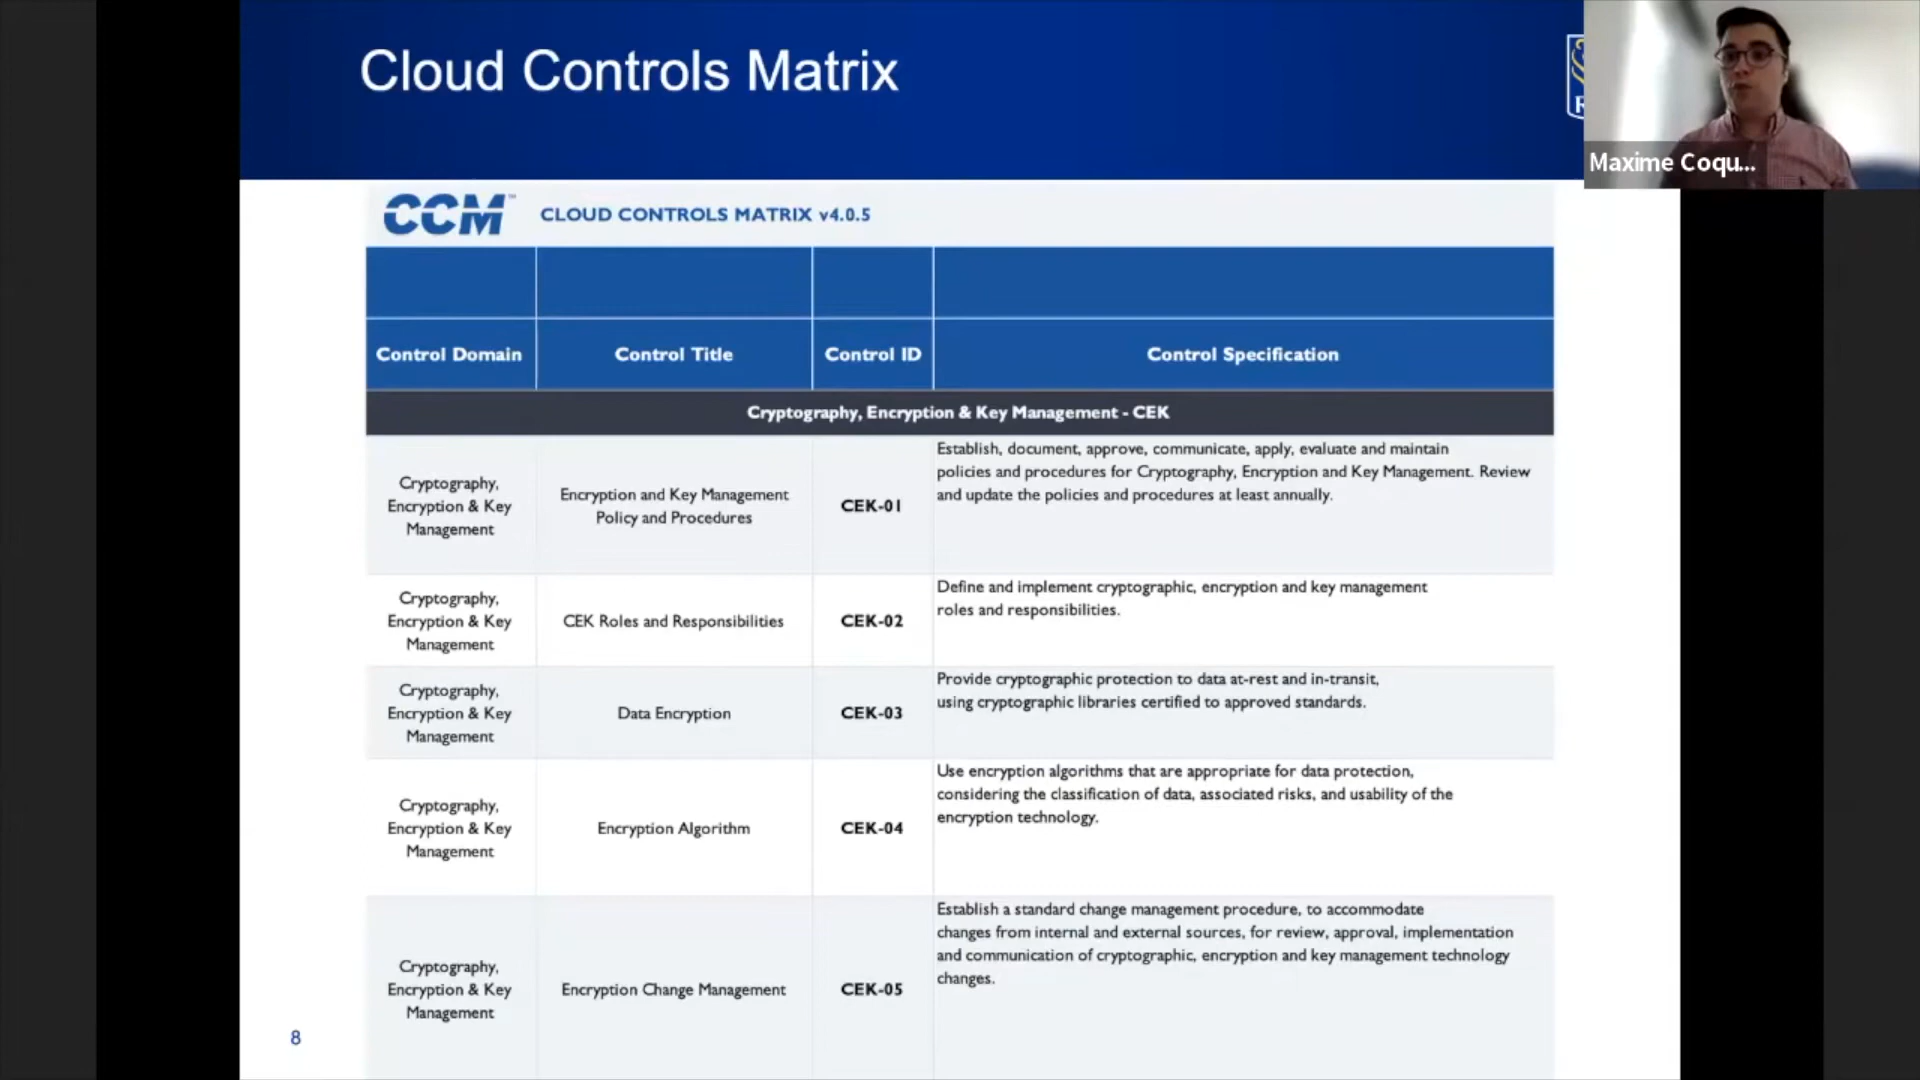 Cloud Controls Matrix
R
Maxime Coqu...
CCM™
CLOUD CONTROLS MATRIX v4.0.5
Control Domain
Control Title
Control ID
Control Specification
Cryptography, Encryption & Key Management - CEK
Cryptography,
Encryption & Key
Management
Encryption and Key Management
Policy and Procedures
CEK-01
Establish, document, approve, communicate, apply, evaluate and maintain
policies and procedures for Cryptography, Encryption and Key Management. Review
and update the policies and procedures at least annually.
Cryptography,
Encryption & Key
Management
CEK Roles and Responsibilities
CEK-02
Define and implement cryptographic, encryption and key management
roles and responsibilities.
Cryptography,
Encryption & Key
Management
Data Encryption
CEK-03
Provide cryptographic protection to data at-rest and in-transit,
using cryptographic libraries certified to approved standards.
Cryptography,
Encryption & Key
Management
Encryption Algorithm
CEK-04
Use encryption algorithms that are appropriate for data protection,
considering the classification of data, associated risks, and usability of the
encryption technology.
Cryptography,
Encryption & Key
Management
Encryption Change Management
CEK-05
Establish a standard change management procedure, to accommodate
changes from internal and external sources, for review, approval, implementation
and communication of cryptographic, encryption and key management technology
changes.
8